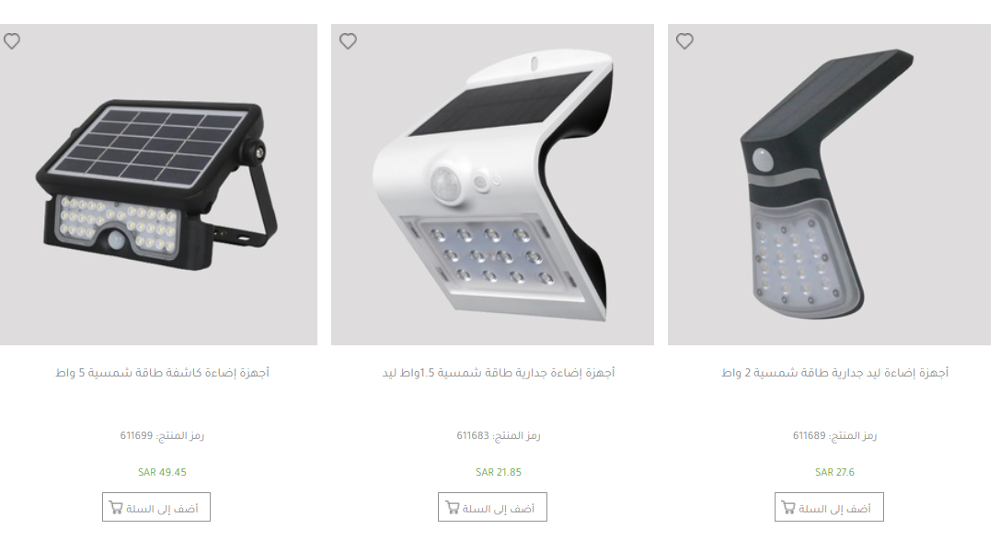 أجهزة إضاءة ليد جدارية طاقة شمسية 2 واط
رمز المنتج: 611689
SAR 27.6
أضف إلى السلة
أجهزة إضاءة جدارية طاقة شمسية 1.5واط ليد
رمز المنتج: 611683
SAR 21.85
أضف إلى السلة
أجهزة إضاءة كاشفة طاقة شمسية 5 واط
رمز المنتج: 611699
SAR 49.45
أضف إلى السلة